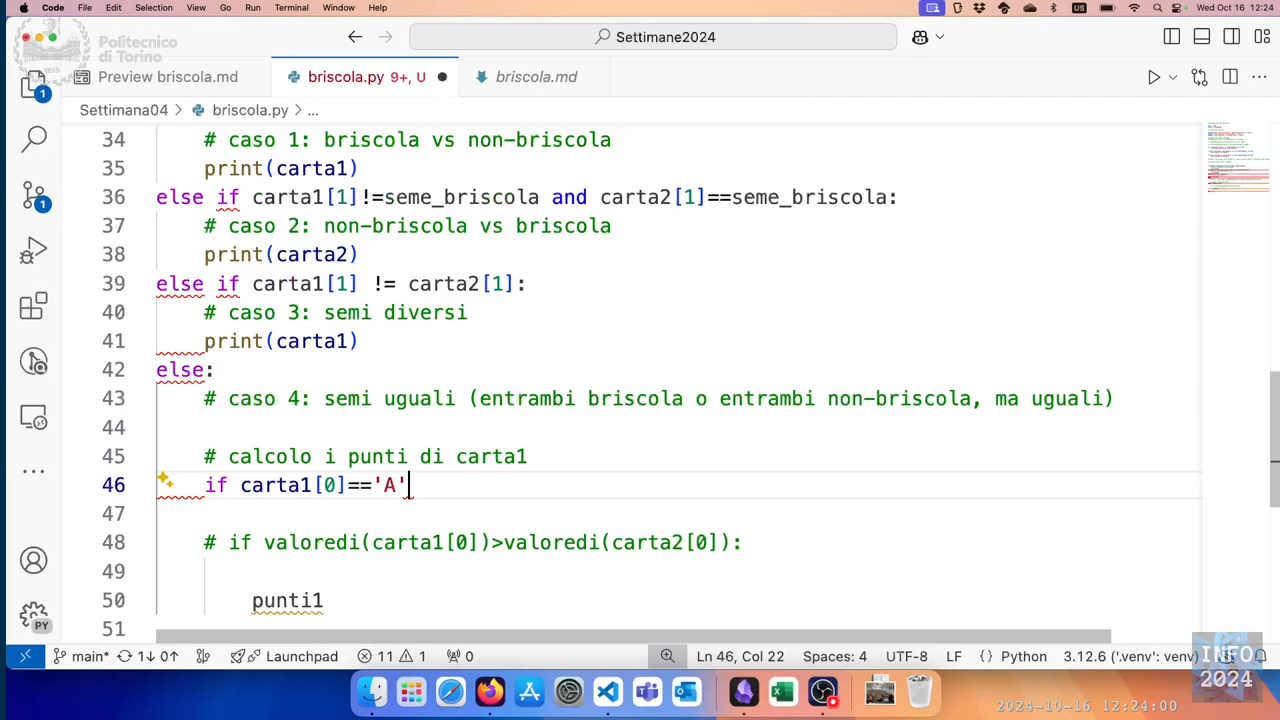 Code File Edit Selection View Go Run Terminal Window Help US Wed Oct 16 12:24
Politecnico
di Torino
Settimane2024
Preview briscola.md briscola.py 9+, U briscola.md
Settimana04 > briscola.py > ...
34 # caso 1: briscola vs non-briscola
35 print(carta1)
36 else if carta1[1]!=seme_briscola and carta2[1]==seme_briscola:
37 # caso 2: non-briscola vs briscola
38 print(carta2)
39 else if carta1[1] != carta2[1]:
40 # caso 3: semi diversi
41 print(carta1)
42 else:
43 # caso 4: semi uguali (entrambi briscola o entrambi non-briscola, ma uguali)
44
45 # calcolo i punti di carta1
46 if carta1[0]=='A'
47
48 # if valoredi(carta1[0])>valoredi(carta2[0]):
49
50 punti1
51
main* 1↓ 0↑ Launchpad 11 1 0 Ln 46, Col 22 Spaces: 4 UTF-8 LF {} Python 3.12.6 ('.venv': venv)
INFO
2024
2024-10-16 12:24:00